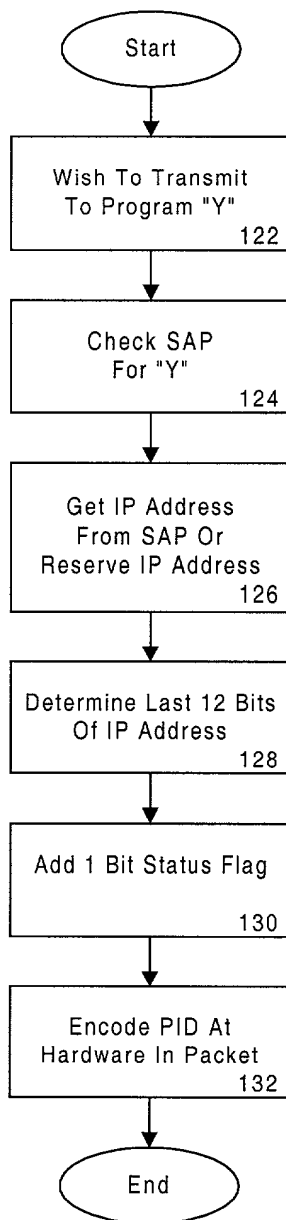 Start
Wish To Transmit
To Program "Y"
122
Check SAP
For "Y"
124
Get IP Address
From SAP Or
Reserve IP Address
126
Determine Last 12 Bits
Of IP Address
128
Add 1 Bit Status Flag
130
Encode PID At
Hardware In Packet
132
End